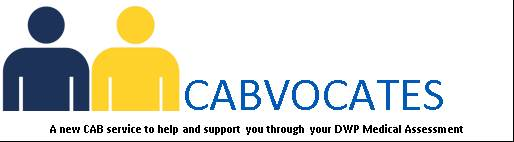 CABVOCATES
A new CAB service to help and support you through your DWP Medical Assessment